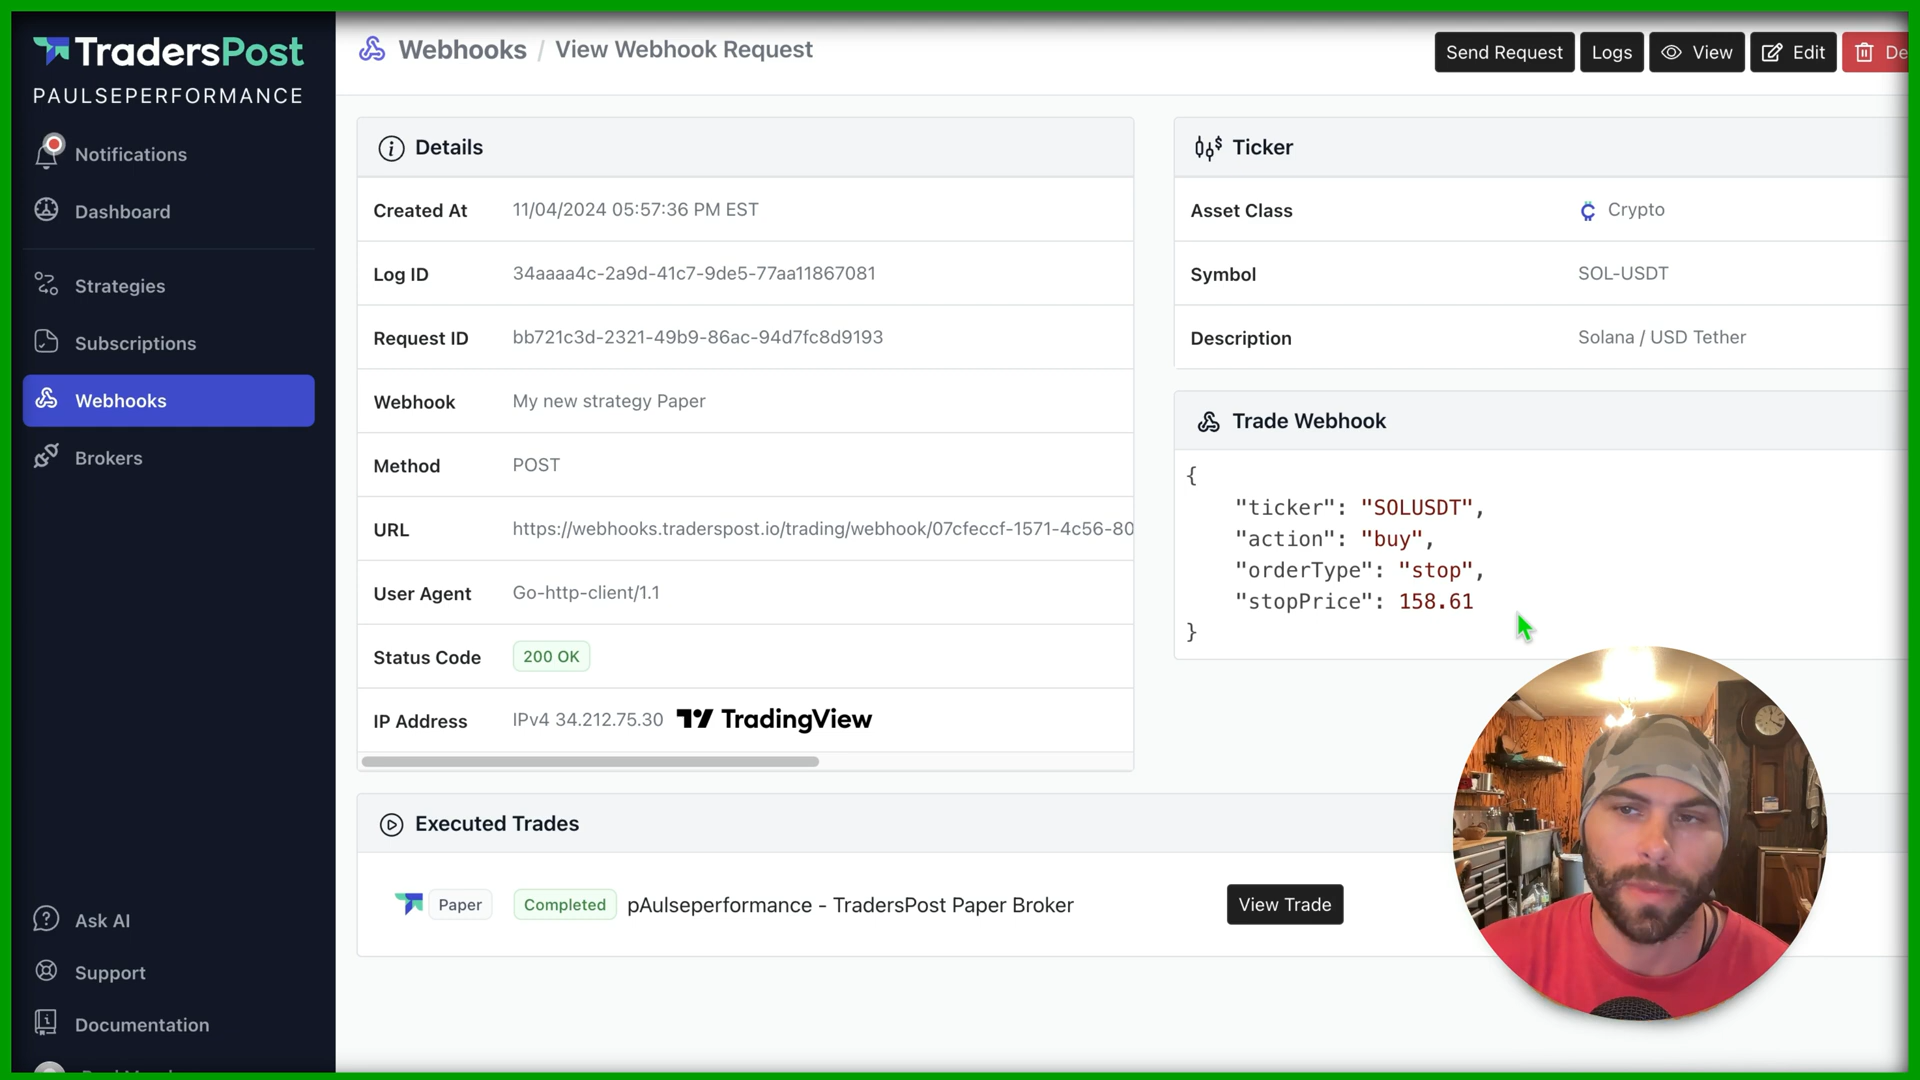 TradersPost
PAULSEPERFORMANCE
Notifications
Dashboard
Strategies
Subscriptions
Webhooks
Brokers
Ask AI
Support
Documentation
Webhooks / View Webhook Request
Send Request
Logs
View
Edit
De
Details
Created At 11/04/2024 05:57:36 PM EST
Log ID 34aaaa4c-2a9d-41c7-9de5-77aa11867081
Request ID bb721c3d-2321-49b9-86ac-94d7fc8d9193
Webhook My new strategy Paper
Method POST
URL https://webhooks.traderspost.io/trading/webhook/07cfeccf-1571-4c56-80
User Agent Go-http-client/1.1
Status Code 200 OK
IP Address IPv4 34.212.75.30 TradingView
Ticker
Asset Class Crypto
Symbol SOL-USDT
Description Solana / USD Tether
Trade Webhook
{
"ticker": "SOLUSDT",
"action": "buy",
"orderType": "stop",
"stopPrice": 158.61
}
Executed Trades
Paper Completed pAulseperformance - TradersPost Paper Broker View Trade